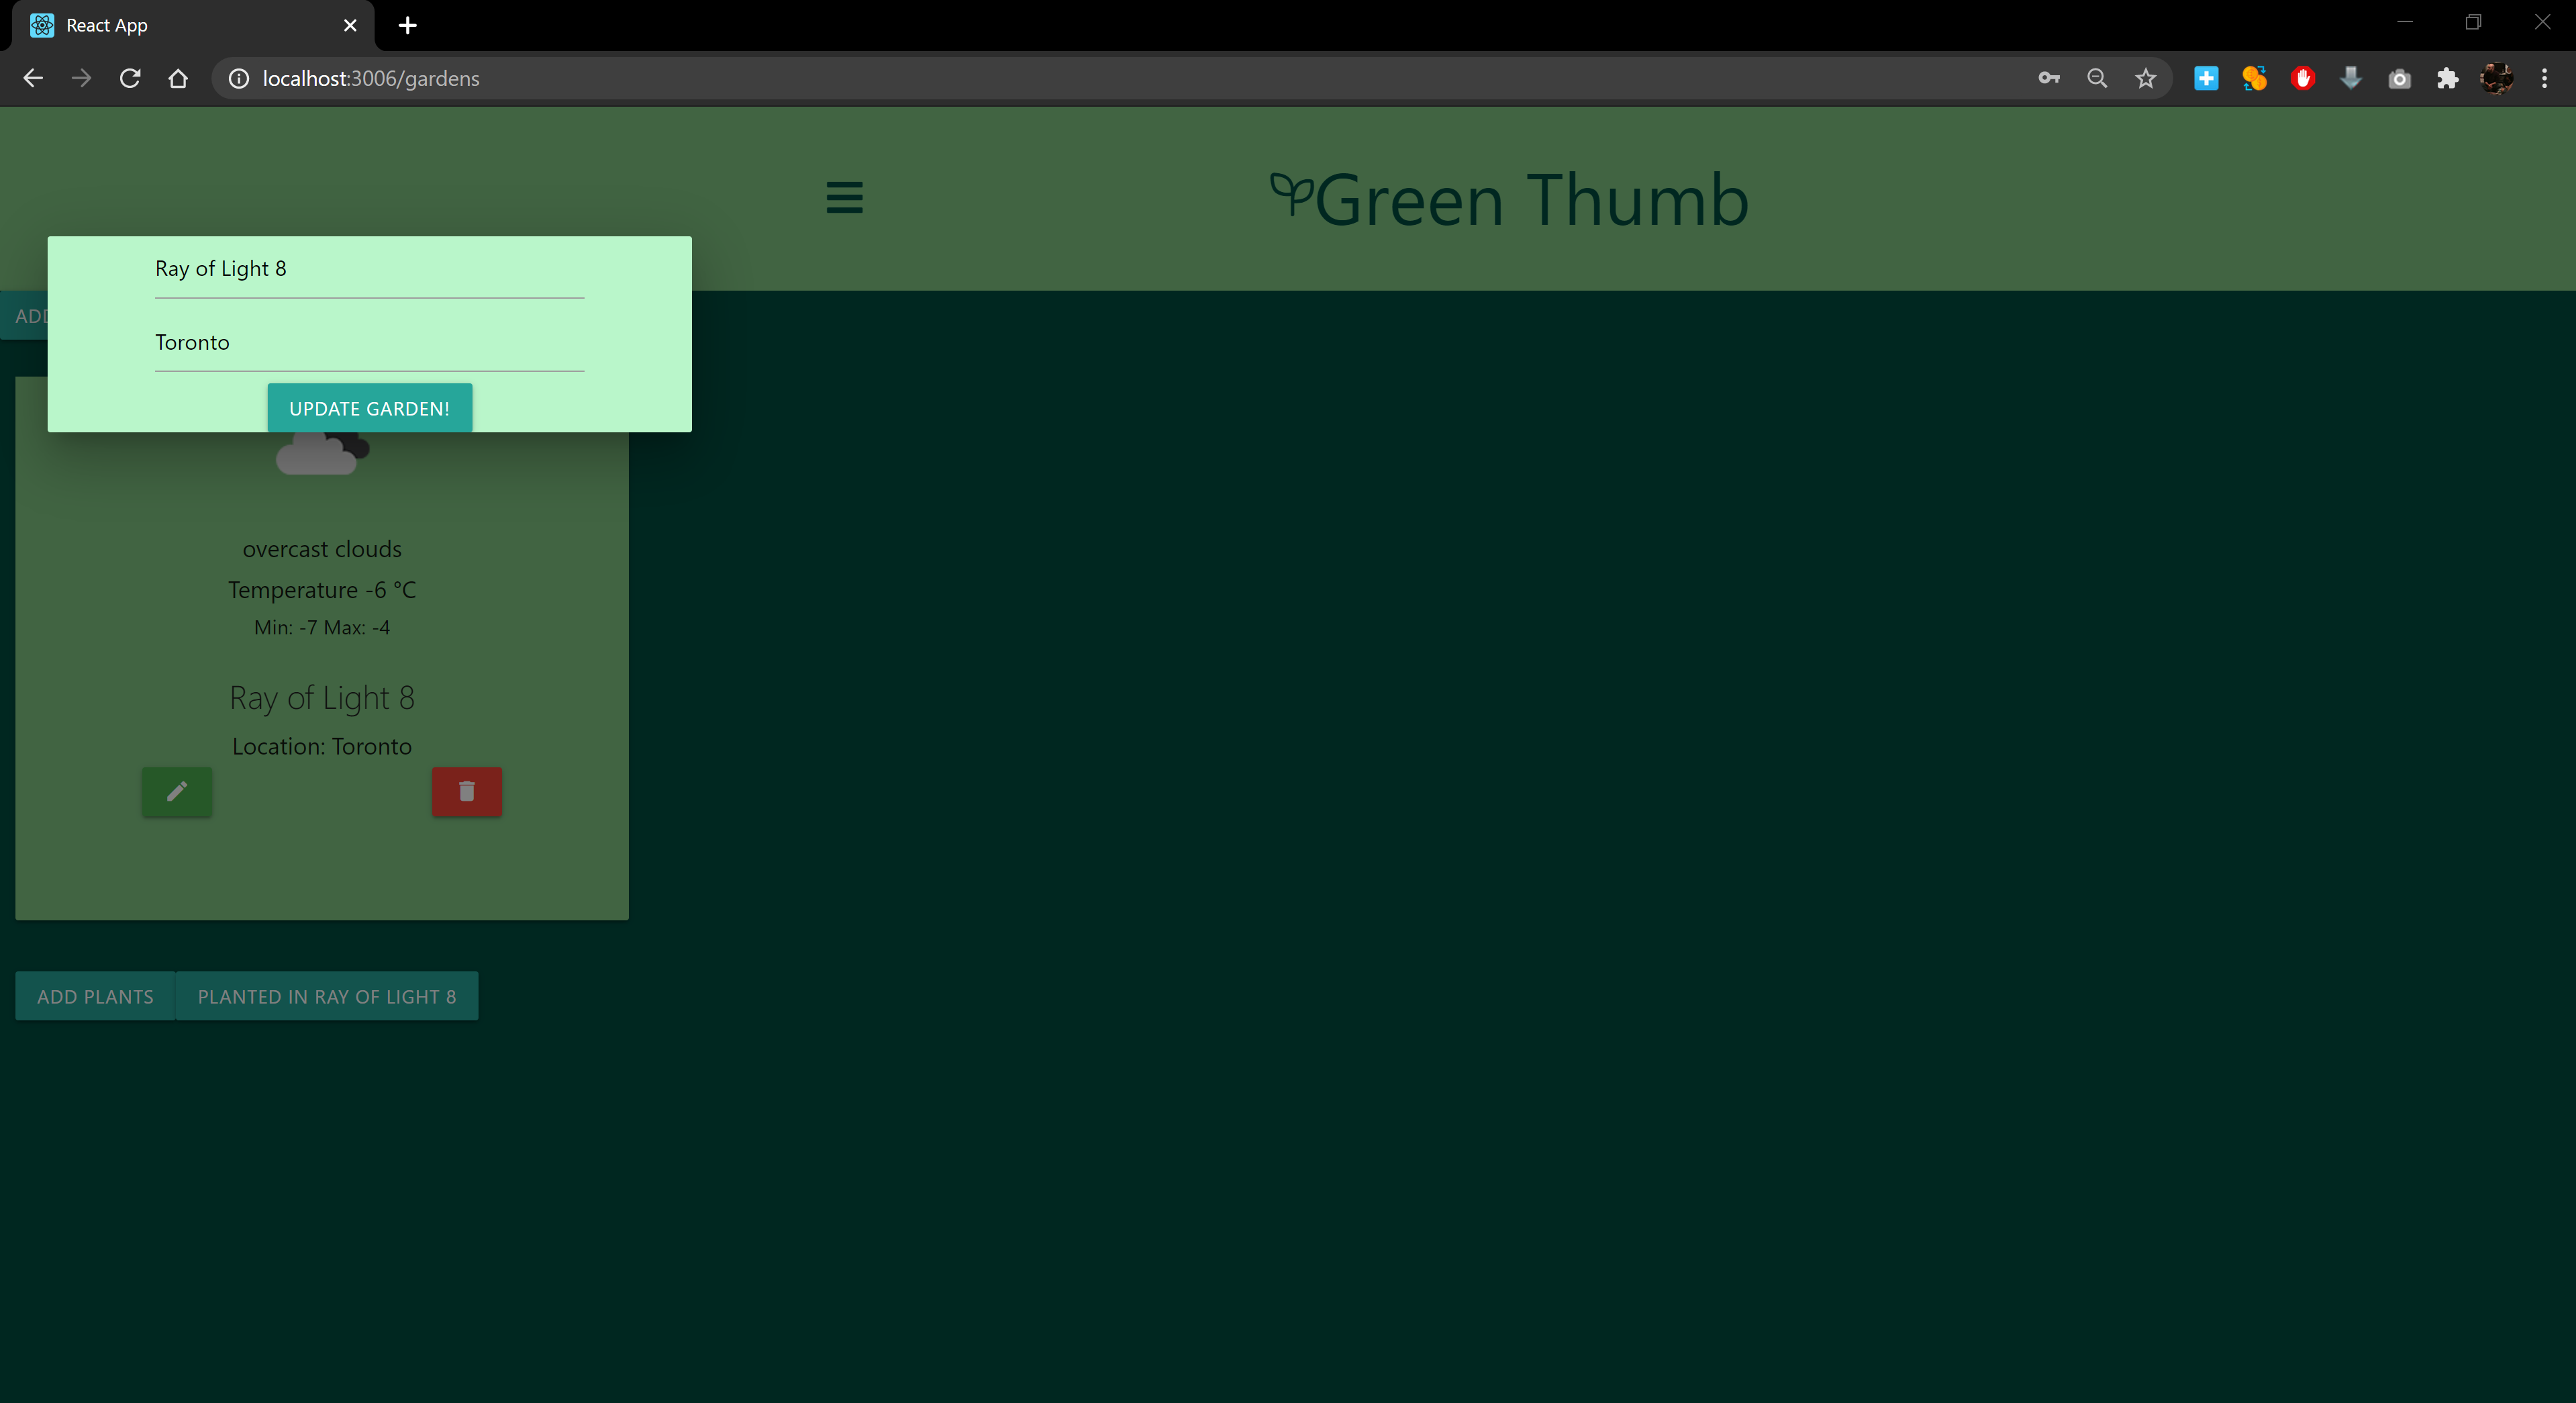 React App
localhost:3006/gardens
Green Thumb
Ray of Light 8
Toronto
UPDATE GARDEN!
overcast clouds
Temperature -6 °C
Min: -7 Max: -4
Ray of Light 8
Location: Toronto
ADD PLANTS PLANTED IN RAY OF LIGHT 8